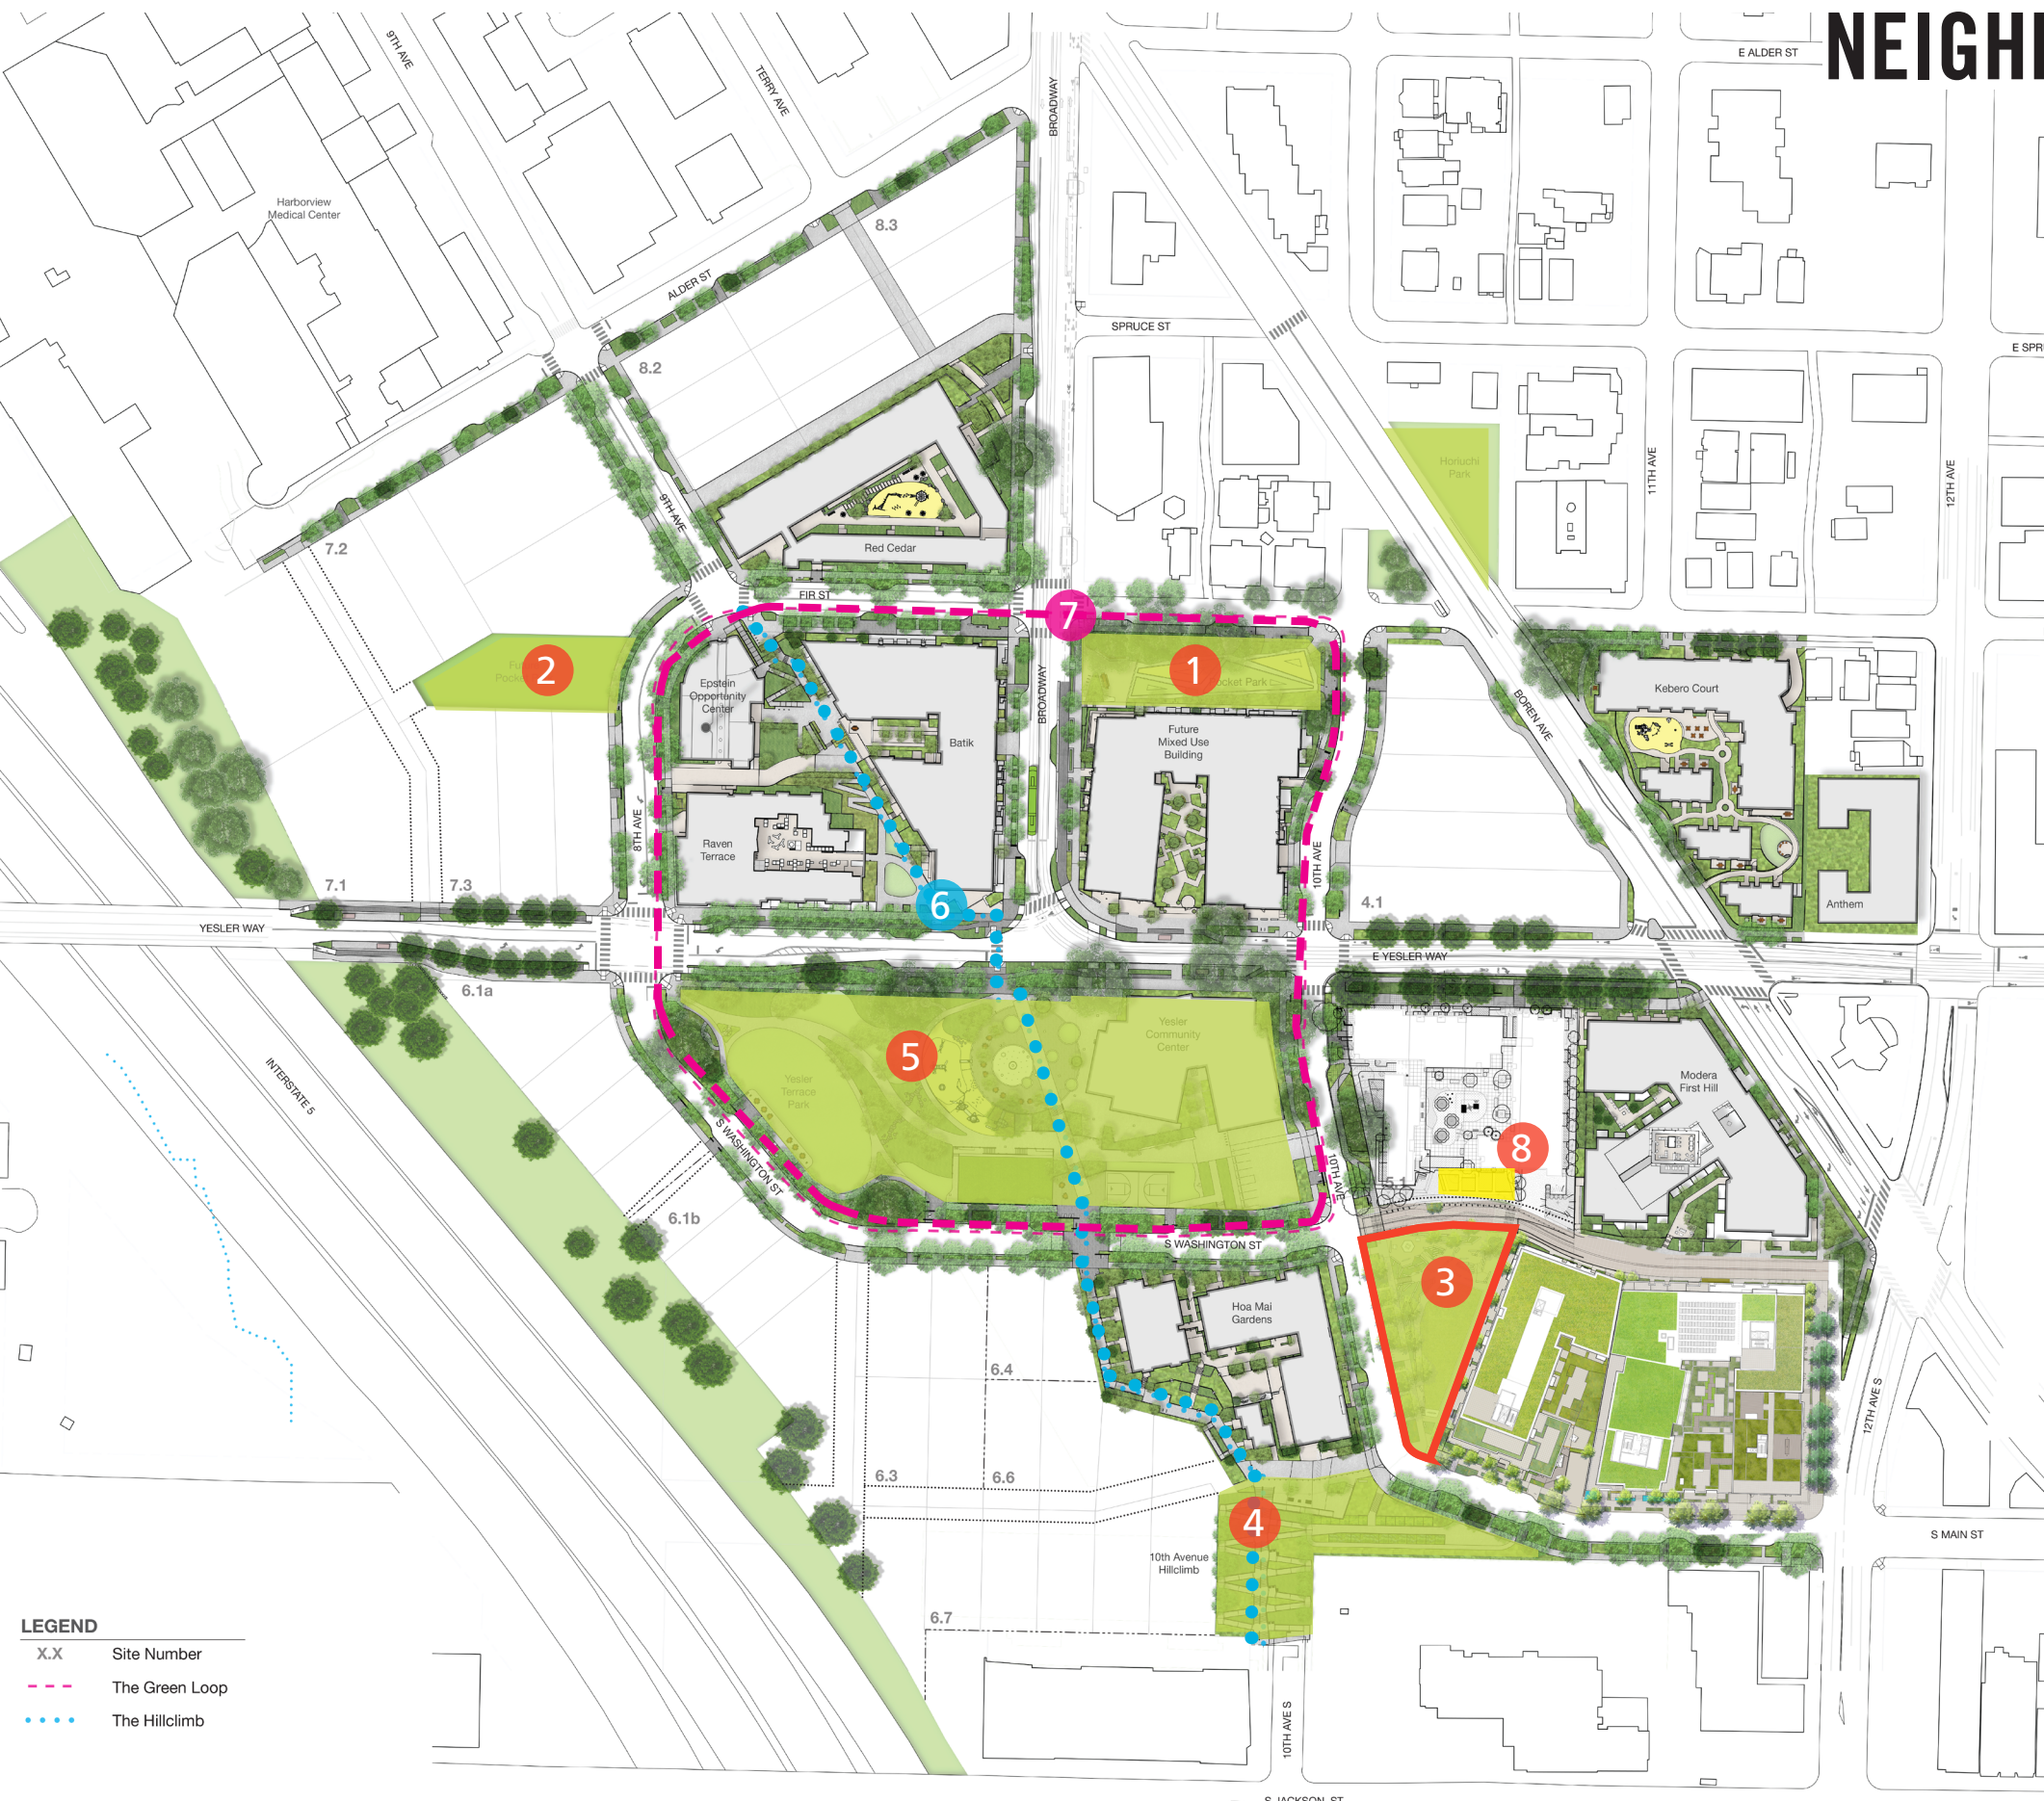 NEIGH
9TH AVE
TERRY AVE
BROADWAY
E ALDER ST
Harborview
Medical Center
8.3
ALDER ST
SPRUCE ST
E SPR
8.2
9TH AVE
Horiuchi
Park
11TH AVE
12TH AVE
7.2
Red Cedar
FIR ST
7
2
1
Pocket Park
Epstein
Opportunity
Center
Batik
BROADWAY
Future
Mixed Use
Building
BOREN AVE
Kebero Court
8TH AVE
Raven
Terrace
10TH AVE
7.1
7.3
6
4.1
Anthem
YESLER WAY
E YESLER WAY
6.1a
5
Yesler
Community
Center
Yesler
Terrace
Park
INTERSTATE 5
Modera
First Hill
S WASHINGTON ST
8
10TH AVE
5.1
6.1b
S WASHINGTON ST
3
Hoa Mai
Gardens
6.4
12TH AVE S
6.3
6.6
4
S MAIN ST
10th Avenue
Hillclimb
6.7
LEGEND
X.X Site Number
The Green Loop
The Hillclimb
10TH AVE S
S JACKSON ST